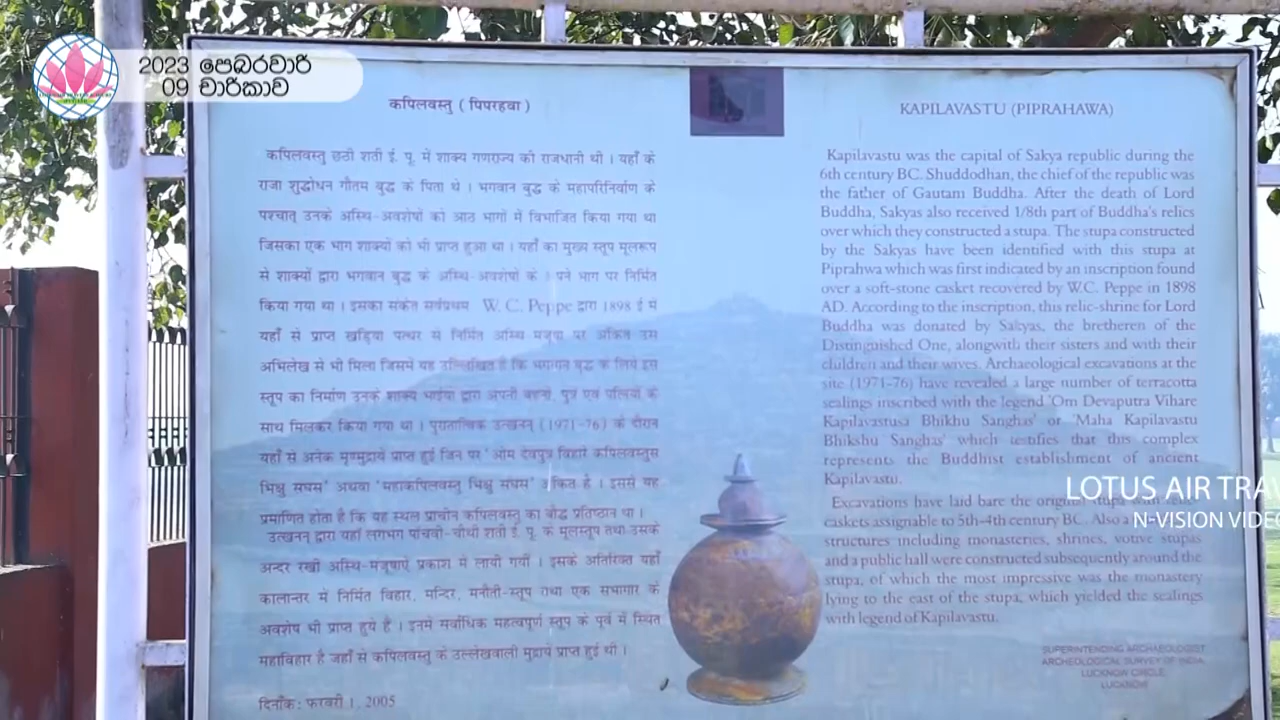 2023 පෙබරවාරි
09 චාරිකාව
कपिलवस्तु ( पिपरहवा )
कपिलवस्तु छठी शती ई. पू. में शाक्य गणराज्य की राजधानी थी । यहाँ के
राजा शुद्धोधन गौतम बुद्ध के पिता थे । भगवान बुद्ध के महापरिनिर्वाण के
पश्चात् उनके अस्थि-अवशेषों को आठ भागों में विभाजित किया गया था
जिसका एक भाग शाक्यों को भी प्राप्त हुआ था । यहाँ का मुख्य स्तूप मूलरूप
से शाक्यों द्वारा भगवान बुद्ध के अस्थि-अवशेषों के पने भाग पर निर्मित
किया गया था । इसका संकेत सर्वप्रथम W. C. Peppe द्वारा 1898 ई में
यहाँ से प्राप्त खड़िया पत्थर से निर्मित अस्थि मंजूषा पर अंकित उस
अभिलेख से भी मिला जिसमें यह उल्लिखित है कि भगवान बुद्ध के लिये इस
स्तूप का निर्माण उनके शाक्य भाईयों द्वारा अपनी बहनों, पुत्र एवं पत्नियों के
साथ मिलकर किया गया था । पुरातात्विक उत्खनन् (1971-76) के दौरान
यहाँ से अनेक मृण्मुद्रायें प्राप्त हुई जिन पर ' ओम देवपुत्र विहारे कपिलवस्तुस
भिक्षु संघस' अथवा 'महाकपिलवस्तु भिक्षु संघस' अंकित है । इससे यह
प्रमाणित होता है कि यह स्थल प्राचीन कपिलवस्तु का बौद्ध प्रतिष्ठान था ।
उत्खनन् द्वारा यहाँ लगभग पांचवी-चौथी शती ई. पू. के मूलस्तूप तथा उसके
अन्दर रखी अस्थि-मंजूषाएँ प्रकाश में लायी गयीं । इसके अतिरिक्त यहाँ
कालान्तर में निर्मित विहार, मन्दिर, मनौती-स्तूप तथा एक सभागार के
अवशेष भी प्राप्त हुये है । इनमें सर्वाधिक महत्वपूर्ण स्तूप के पूर्व में स्थित
महाविहार है जहाँ से कपिलवस्तु के उल्लेखवाली मुद्रायें प्राप्त हुई थी ।
दिनाँक: फरवरी 1, 2005
KAPILAVASTU (PIPRAHAWA)
Kapilavastu was the capital of Sakya republic during the
6th century BC. Shuddodhan, the chief of the republic was
the father of Gautam Buddha. After the death of Lord
Buddha, Sakyas also received 1/8th part of Buddha's relics
over which they constructed a stupa. The stupa constructed
by the Sakyas have been identified with this stupa at
Piprahwa which was first indicated by an inscription found
over a soft-stone casket recovered by W.C. Peppe in 1898
AD. According to the inscription, this relic-shrine for Lord
Buddha was donated by Sakyas, the bretheren of the
Distinguished One, alongwith their sisters and with their
children and their wives. Archaeological excavations at the
site (1971-76) have revealed a large number of terracotta
sealings inscribed with the legend 'Om Devaputra Vihare
Kapilavastusa Bhikhu Sanghas' or 'Maha Kapilavastu
Bhikshu Sanghas' which testifies that this complex
represents the Buddhist establishment of ancient
Kapilavastu.
Excavations have laid bare the original stupa with
caskets assignable to 5th-4th century BC. Also a
structures including monasteries, shrines, votive stupas
and a public hall were constructed subsequently around the
stupa, of which the most impressive was the monastery
lying to the east of the stupa, which yielded the sealings
with legend of Kapilavastu.
SUPERINTENDING ARCHAEOLOGIST
ARCHEOLOGICAL SURVEY OF INDIA,
LUCKNOW CIRCLE,
LUCKNOW
LOTUS AIR TRAV
N-VISION VIDEO